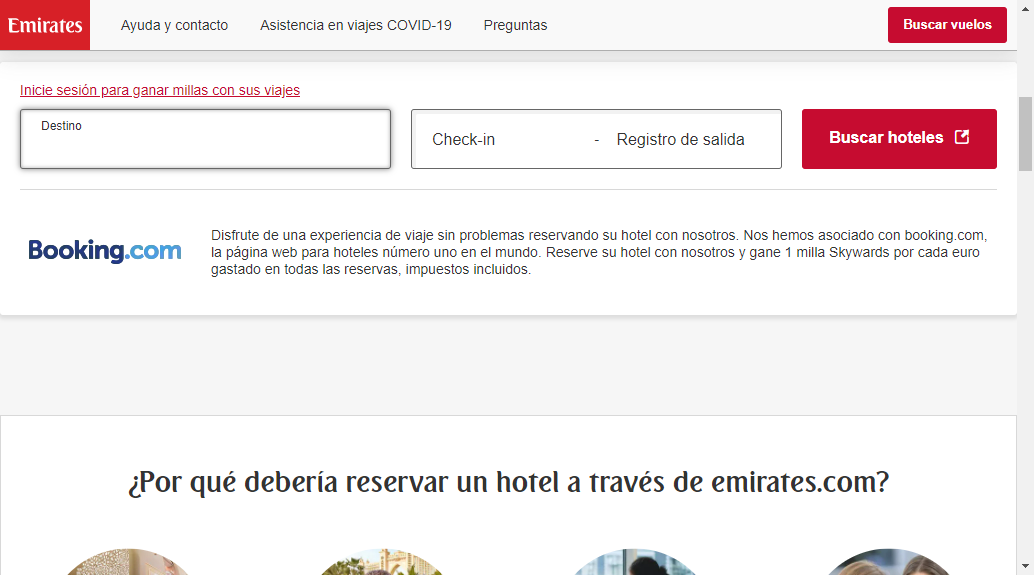 Emirates
Ayuda y contacto
Asistencia en viajes COVID-19
Preguntas
Buscar vuelos
Inicie sesión para ganar millas con sus viajes
Destino
Check-in - Registro de salida
Buscar hoteles
Booking.com
Disfrute de una experiencia de viaje sin problemas reservando su hotel con nosotros. Nos hemos asociado con booking.com,
la página web para hoteles número uno en el mundo. Reserve su hotel con nosotros y gane 1 milla Skywards por cada euro
gastado en todas las reservas, impuestos incluidos.
¿Por qué debería reservar un hotel a través de emirates.com?